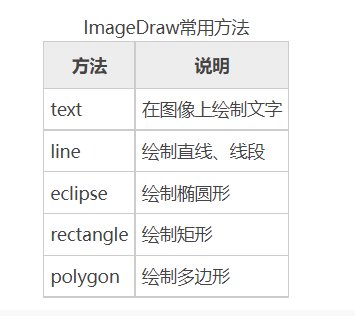 ImageDraw常用方法
方法 说明
text 在图像上绘制文字
line 绘制直线、线段
eclipse 绘制椭圆形
rectangle 绘制矩形
polygon 绘制多边形